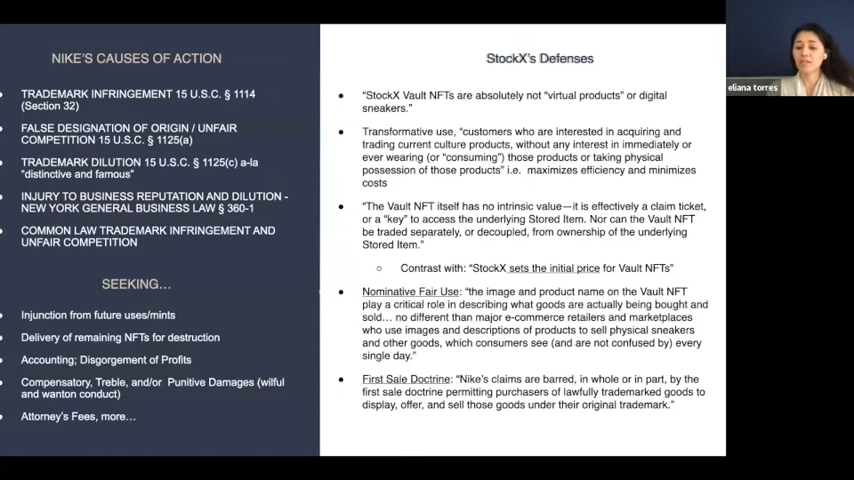 NIKE'S CAUSES OF ACTION
TRADEMARK INFRINGEMENT 15 U.S.C. § 1114
(Section 32)
FALSE DESIGNATION OF ORIGIN / UNFAIR
COMPETITION 15 U.S.C. § 1125(a)
TRADEMARK DILUTION 15 U.S.C. § 1125(c) a-la
"distinctive and famous"
INJURY TO BUSINESS REPUTATION AND DILUTION -
NEW YORK GENERAL BUSINESS LAW § 360-1
COMMON LAW TRADEMARK INFRINGEMENT AND
UNFAIR COMPETITION
SEEKING...
Injunction from future uses/mints
Delivery of remaining NFTs for destruction
Accounting; Disgorgement of Profits
Compensatory, Treble, and/or Punitive Damages (wilful
and wanton conduct)
Attorney's Fees, more...
StockX's Defenses
"StockX Vault NFTs are absolutely not "virtual products" or digital
sneakers."
Transformative use, "customers who are interested in acquiring and
trading current culture products, without any interest in immediately or
ever wearing (or "consuming") those products or taking physical
possession of those products" i.e. maximizes efficiency and minimizes
costs
"The Vault NFT itself has no intrinsic value—it is effectively a claim ticket,
or a "key" to access the underlying Stored Item. Nor can the Vault NFT
be traded separately, or decoupled, from ownership of the underlying
Stored Item."
Contrast with: "StockX sets the initial price for Vault NFTs"
Nominative Fair Use: "the image and product name on the Vault NFT
play a critical role in describing what goods are actually being bought and
sold... no different than major e-commerce retailers and marketplaces
who use images and descriptions of products to sell physical sneakers
and other goods, which consumers see (and are not confused by) every
single day."
First Sale Doctrine: "Nike's claims are barred, in whole or in part, by the
first sale doctrine permitting purchasers of lawfully trademarked goods to
display, offer, and sell those goods under their original trademark."
eliana torres